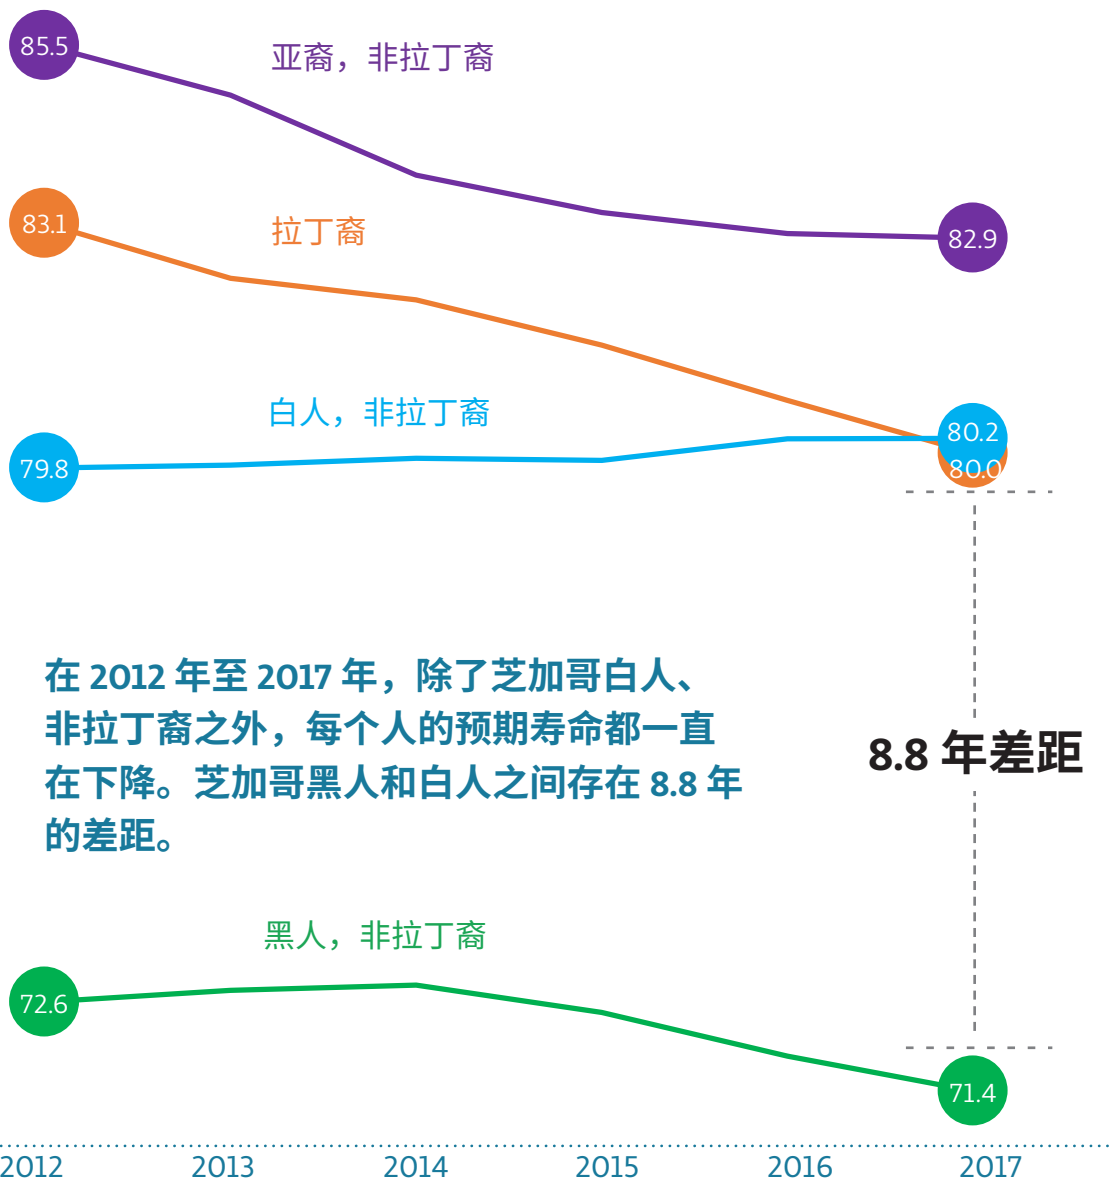 85.5
亚裔，非拉丁裔
83.1
拉丁裔
82.9
白人，非拉丁裔
79.8
80.2
80.0
在 2012 年至 2017 年，除了芝加哥白人、
非拉丁裔之外，每个人的预期寿命都一直
在下降。芝加哥黑人和白人之间存在 8.8 年
的差距。
8.8 年差距
黑人，非拉丁裔
72.6
71.4
2012 2013 2014 2015 2016 2017